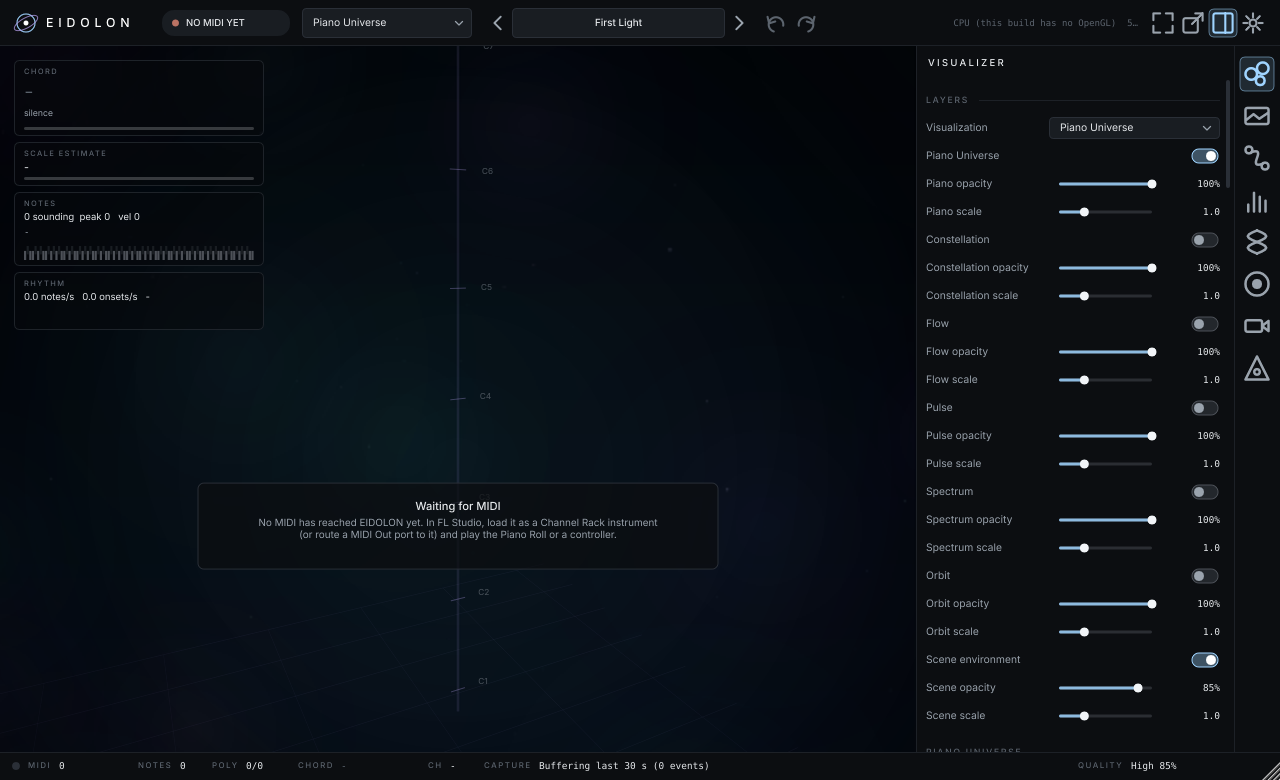 EIDOLON
NO MIDI YET
Piano Universe
First Light
CPU (this build has no OpenGL) 5…
CHORD
–
silence
SCALE ESTIMATE
-
NOTES
0 sounding peak 0 vel 0
-
RHYTHM
0.0 notes/s 0.0 onsets/s -
C7
C6
C5
C4
C2
C1
Waiting for MIDI
No MIDI has reached EIDOLON yet. In FL Studio, load it as a Channel Rack instrument
(or route a MIDI Out port to it) and play the Piano Roll or a controller.
VISUALIZER
LAYERS
Visualization Piano Universe
Piano Universe
Piano opacity 100%
Piano scale 1.0
Constellation
Constellation opacity 100%
Constellation scale 1.0
Flow
Flow opacity 100%
Flow scale 1.0
Pulse
Pulse opacity 100%
Pulse scale 1.0
Spectrum
Spectrum opacity 100%
Spectrum scale 1.0
Orbit
Orbit opacity 100%
Orbit scale 1.0
Scene environment
Scene opacity 85%
Scene scale 1.0
PIANO UNIVERSE
MIDI 0 NOTES 0 POLY 0/0 CHORD - CH - CAPTURE Buffering last 30 s (0 events) QUALITY High 85%